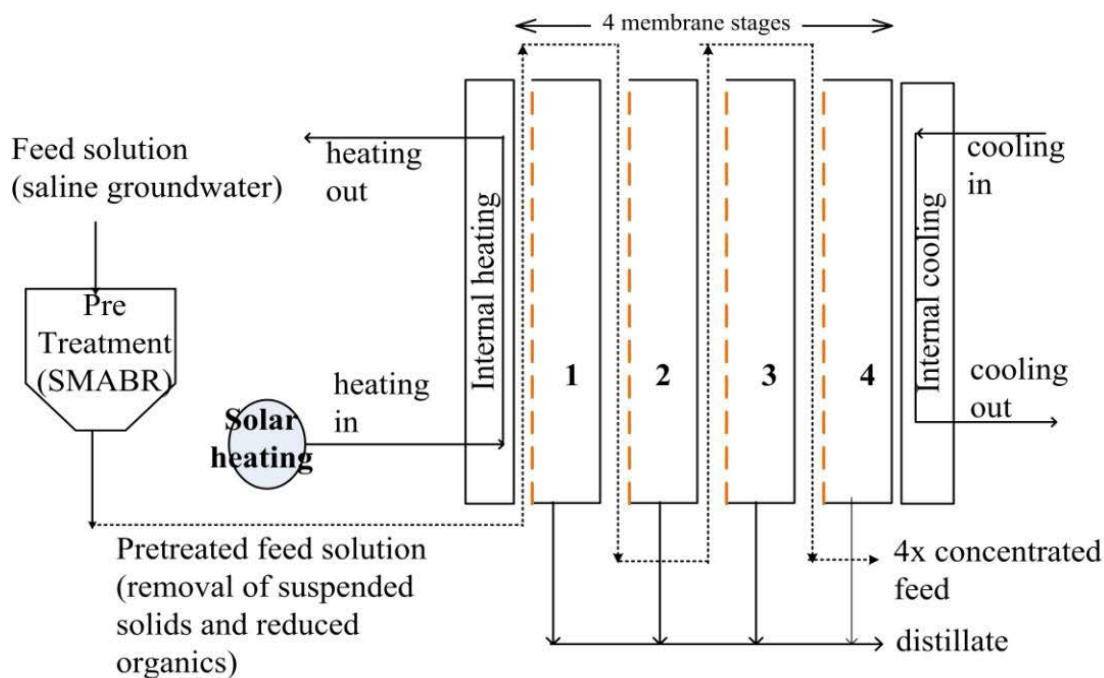 4 membrane stages
Feed solution
(saline groundwater)
heating
out
cooling
in
Pre
Treatment
(SMABR)
Internal heating
1
2
3
4
Internal cooling
heating
in
cooling
out
Solar
heating
Pretreated feed solution
(removal of suspended
solids and reduced
organics)
4x concentrated
feed
distillate